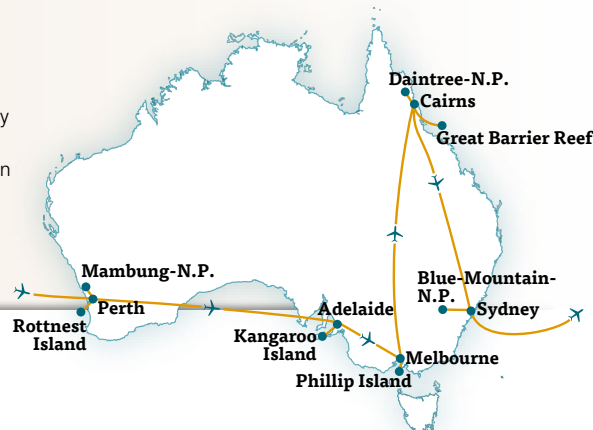 Daintree-N.P.
Cairns
y
Great Barrier Reef
n
Mambung-N.P.
Blue-Mountain-
N.P.
Perth
Adelaide
Sydney
Rottnest
Island
Kangaroo
Island
Melbourne
Phillip Island